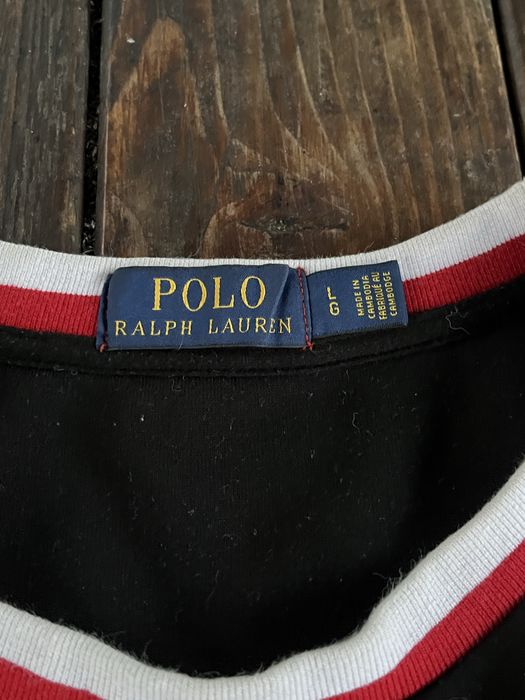 POLO
RALPH LAUREN
L
G
MADE IN
CAMBODIA
FABRIQUÉ AU
CAMBODGE